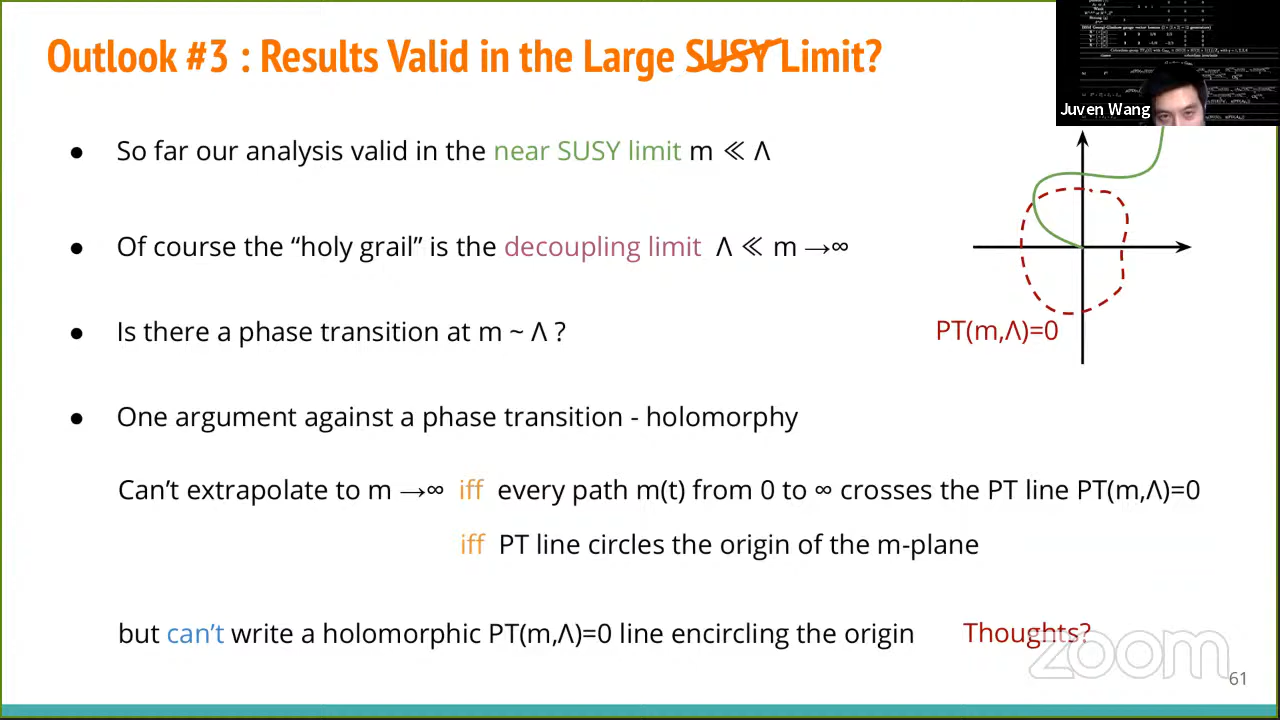 Outlook #3 : Results Valid in the Large SUSY Limit?
Juven Wang
● So far our analysis valid in the near SUSY limit m ≪ Λ
● Of course the “holy grail” is the decoupling limit Λ ≪ m →∞
● Is there a phase transition at m ~ Λ ?
PT(m,Λ)=0
● One argument against a phase transition - holomorphy
Can’t extrapolate to m →∞ iff every path m(t) from 0 to ∞ crosses the PT line PT(m,Λ)=0
iff PT line circles the origin of the m-plane
but can’t write a holomorphic PT(m,Λ)=0 line encircling the origin Thoughts?
zoom
61